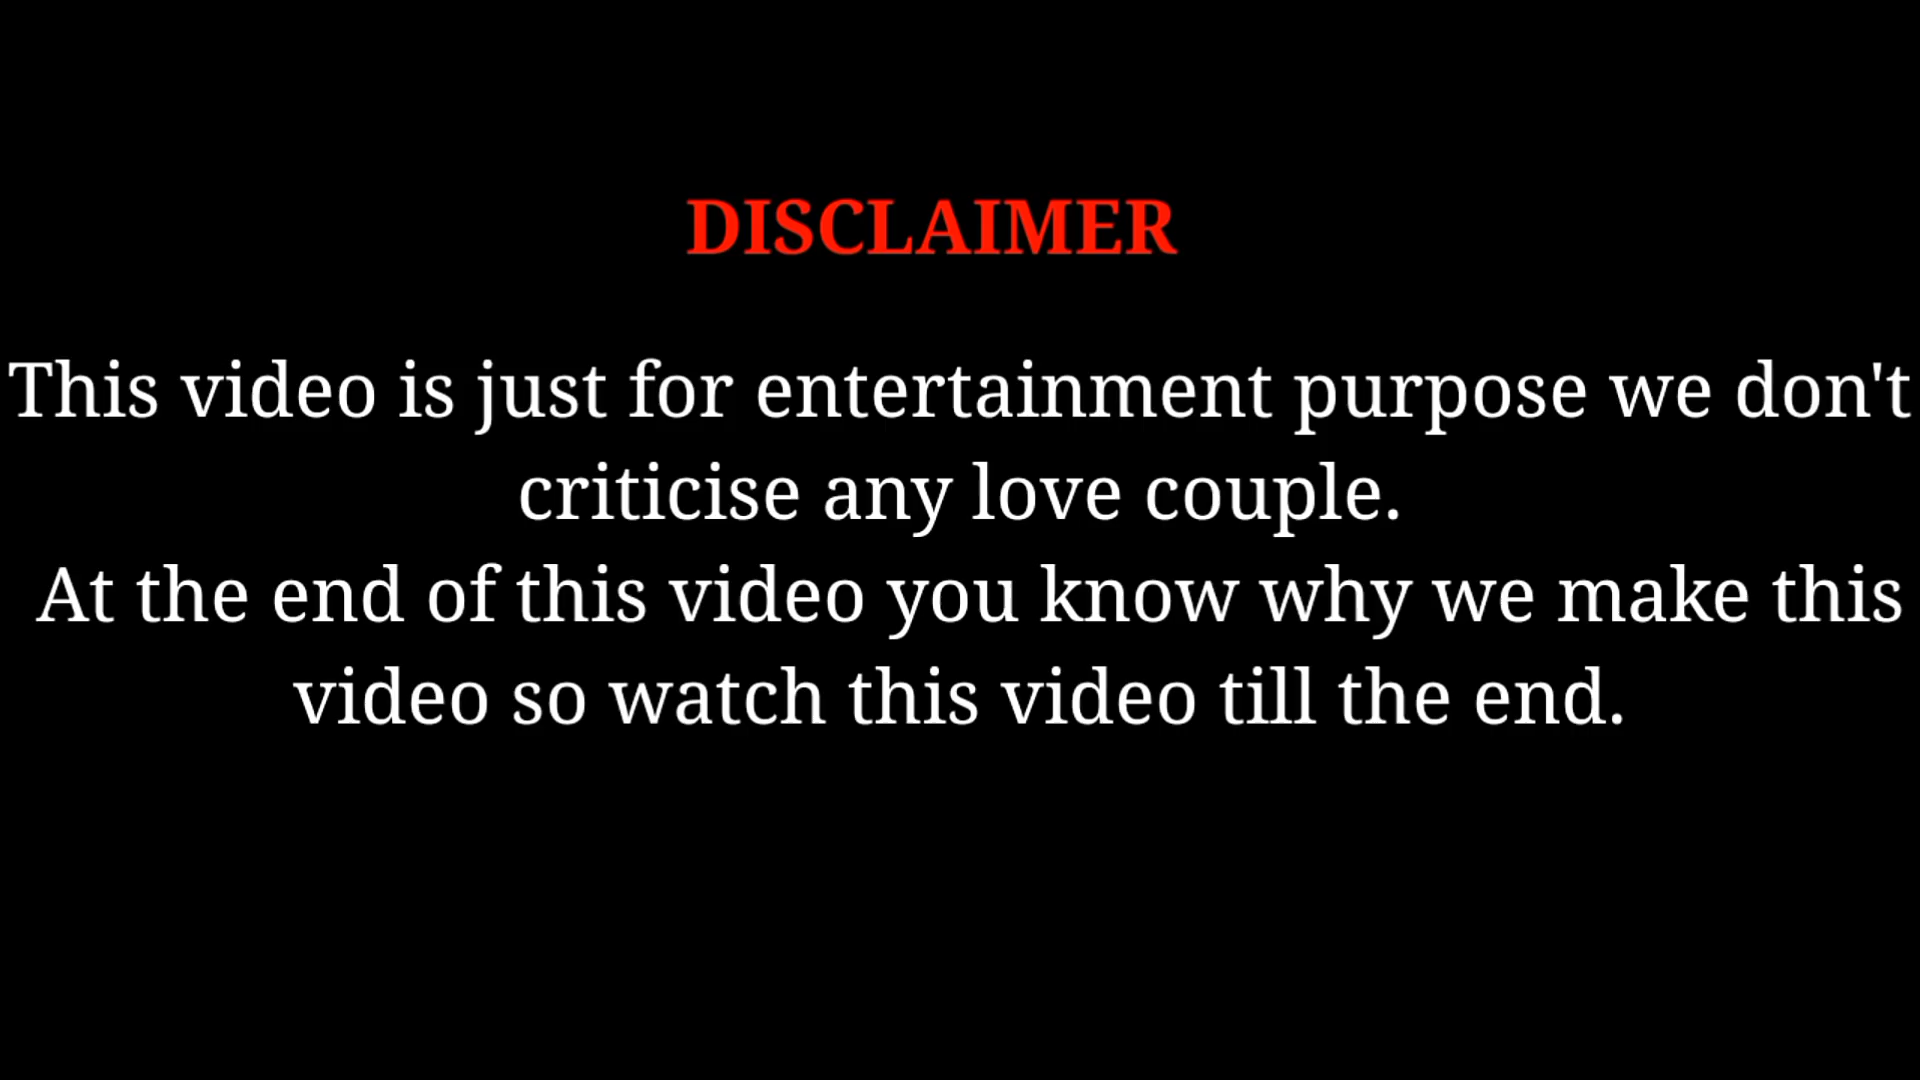 DISCLAIMER
This video is just for entertainment purpose we don't
criticise any love couple.
At the end of this video you know why we make this
video so watch this video till the end.